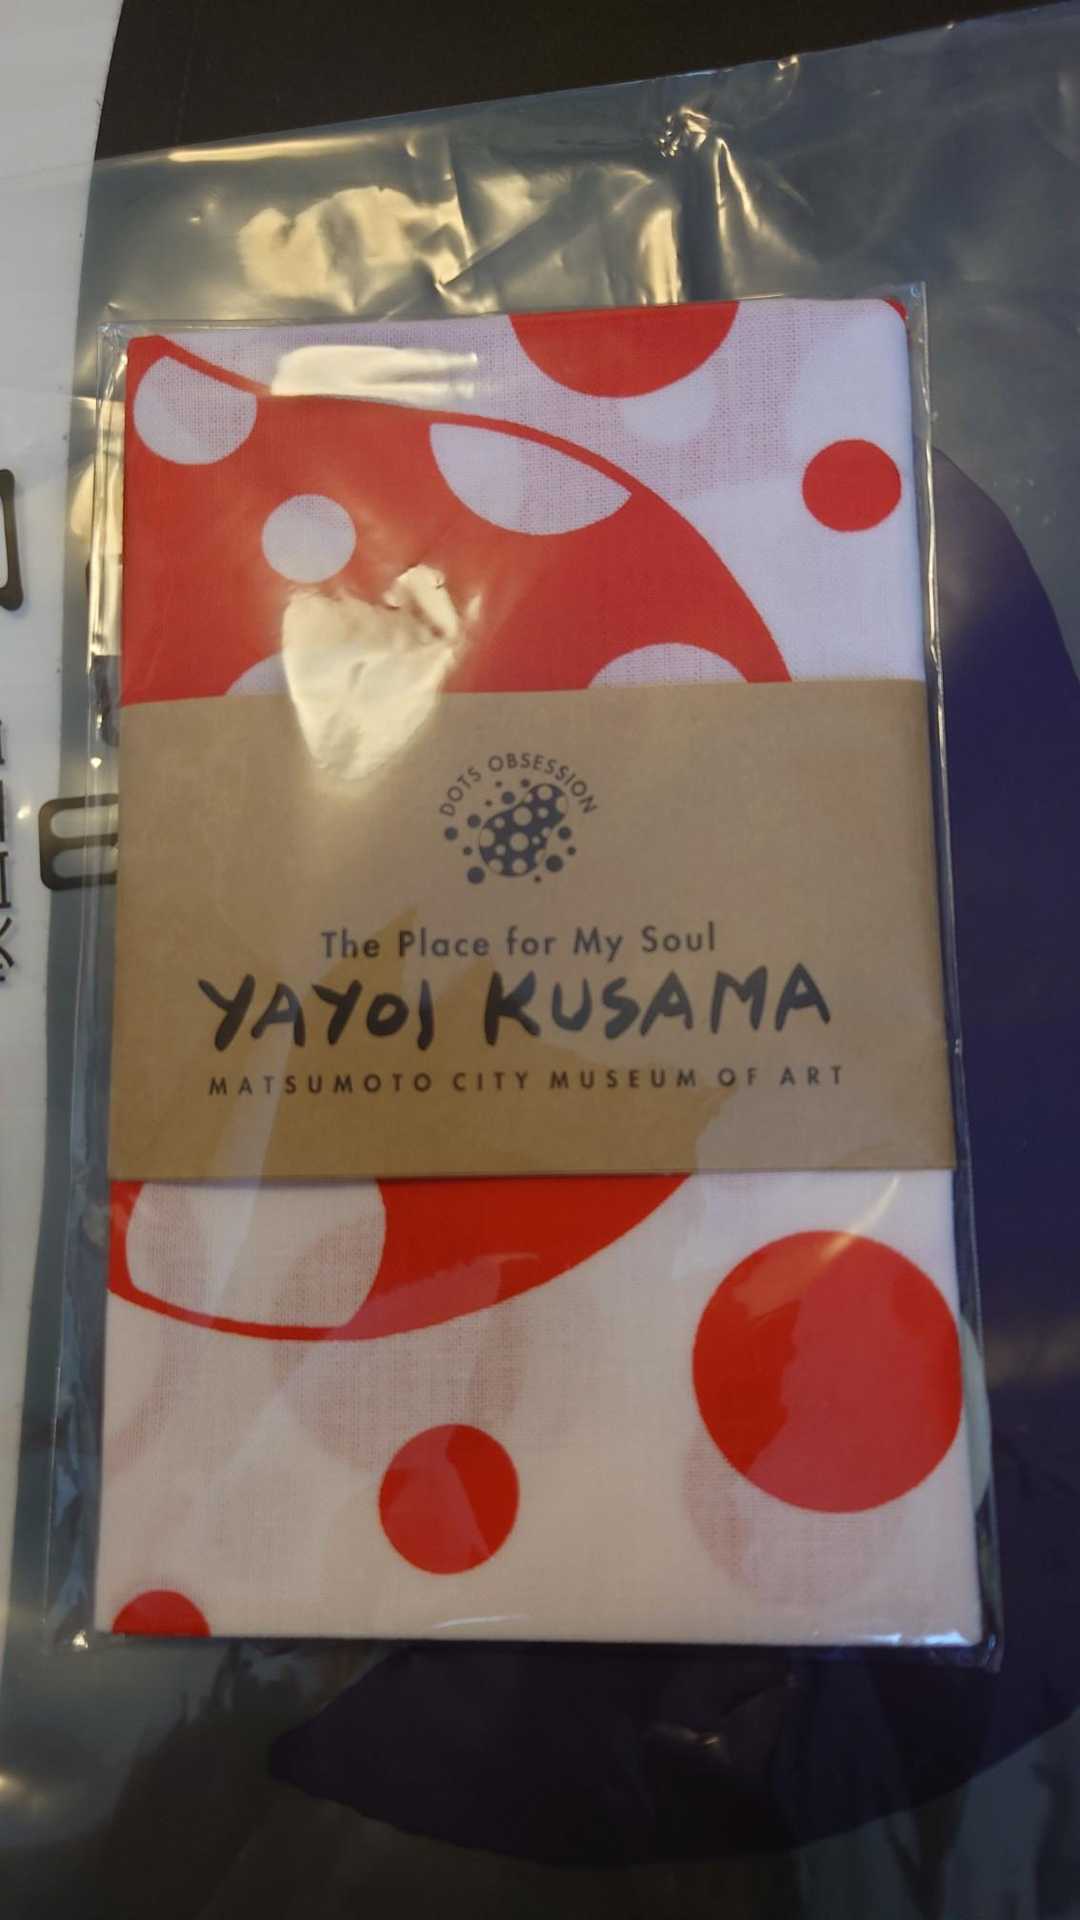 DOTS OBSESSION
The Place for My Soul
YAYOI KUSAMA
MATSUMOTO CITY MUSEUM OF ART